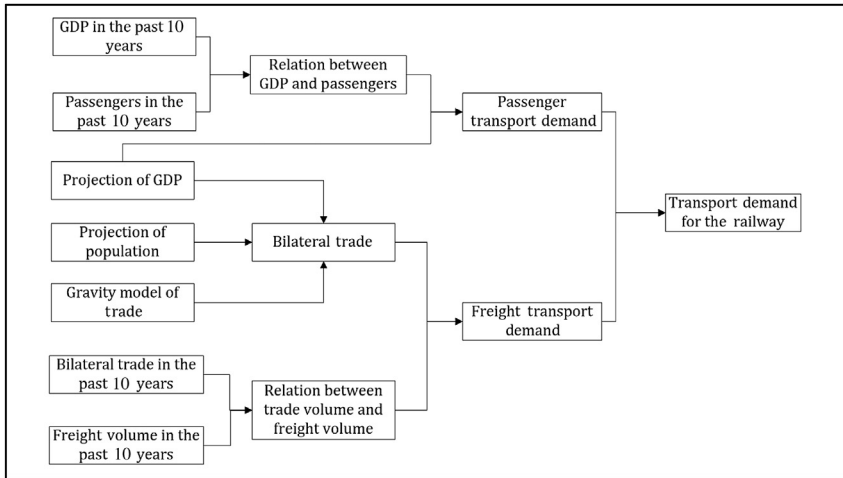 GDP in the past 10
years
Relation between
GDP and passengers
Passengers in the
past 10 years
Passenger
transport demand
Projection of GDP
Transport demand
for the railway
Projection of
population
Bilateral trade
Gravity model of
trade
Freight transport
demand
Bilateral trade in the
past 10 years
Relation between
trade volume and
freight volume
Freight volume in the
past 10 years